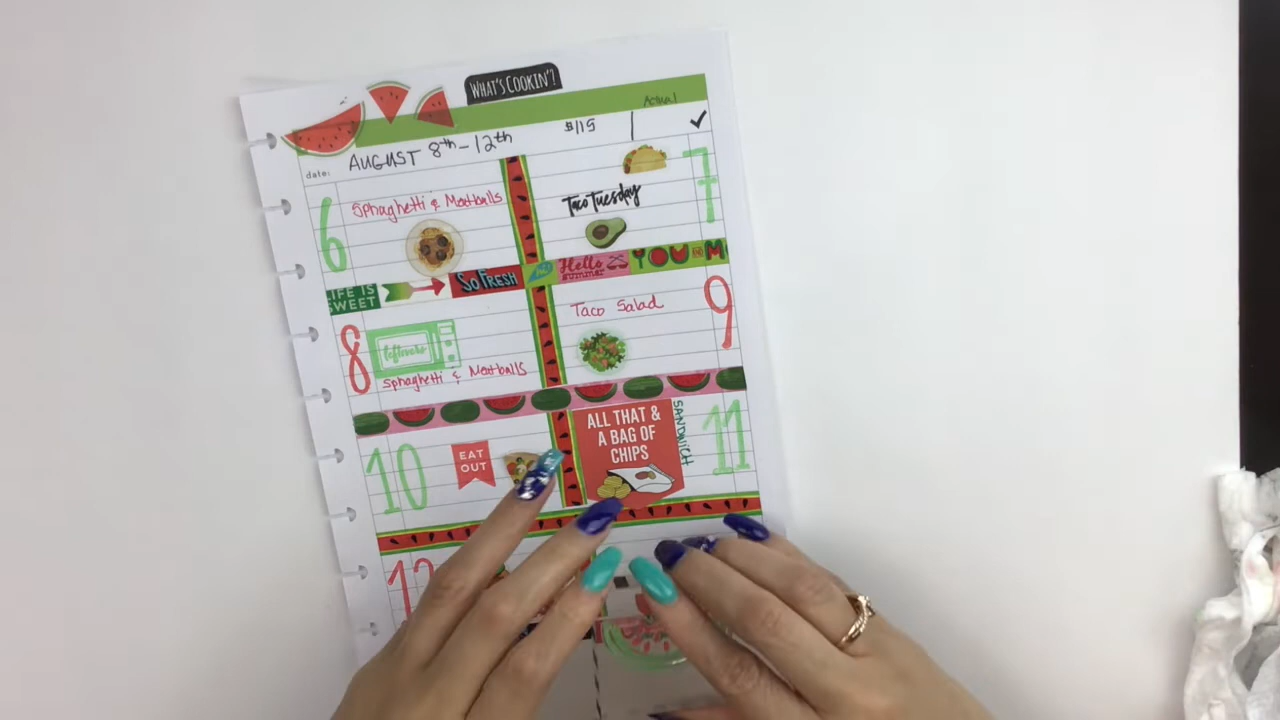 WHAT'S COOKIN'?
Actual
date: AUGUST 8th-12th $115
6 Sphaghetti & Meatballs
Taco Tuesday 7
LIFE IS
SWEET
SO FRESH
Hello
summer
YOU
8 leftovers
Sphaghetti & Meatballs
Taco Salad 9
10 EAT
OUT
ALL THAT &
A BAG OF
CHIPS
SANDWICH 11
12